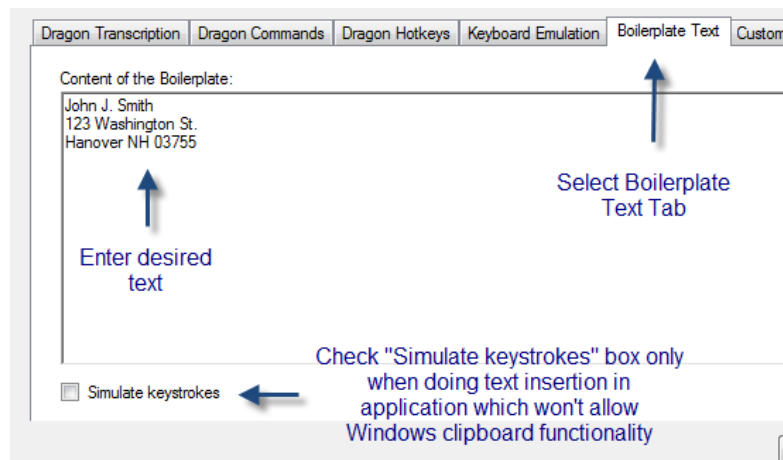 Dragon Transcription Dragon Commands Dragon Hotkeys Keyboard Emulation Boilerplate Text Custom
Content of the Boilerplate:
John J. Smith
123 Washington St.
Hanover NH 03755
Select Boilerplate
Text Tab
Enter desired
text
Check "Simulate keystrokes" box only
when doing text insertion in
application which won't allow
Windows clipboard functionality
Simulate keystrokes